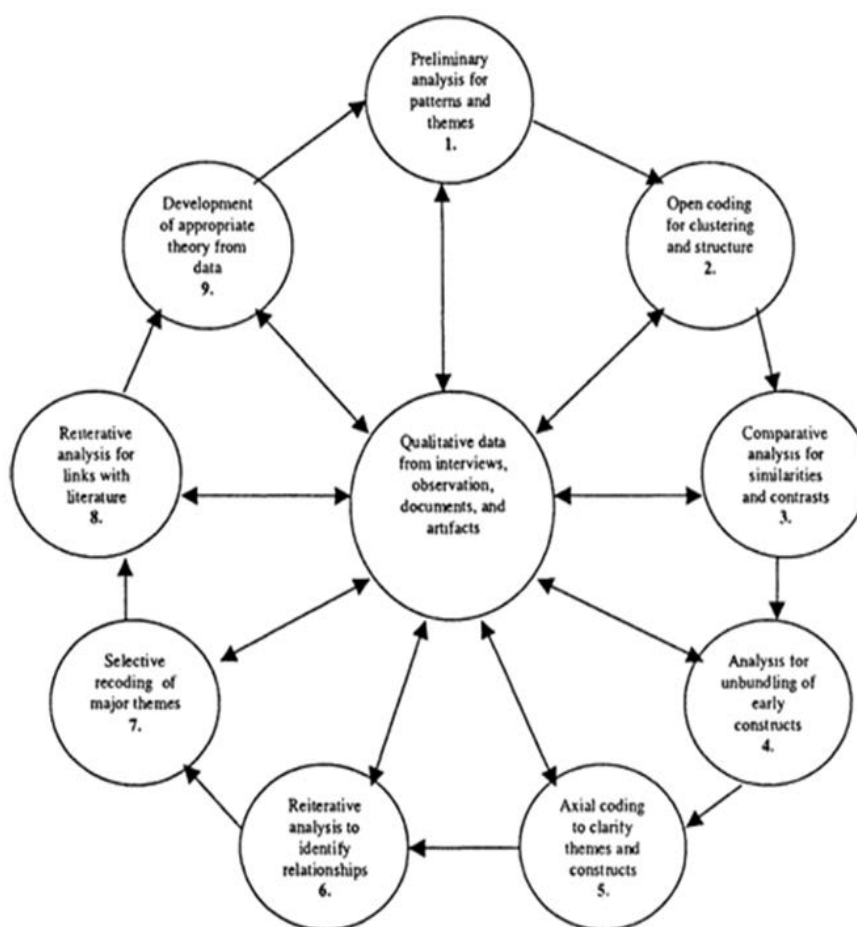 Preliminary
analysis for
patterns and
themes
1.
Open coding
for clustering
and structure
2.
Comparative
analysis for
similarities
and contrasts
3.
Analysis for
unbundling of
early
constructs
4.
Axial coding
to clarity
themes and
constructs
5.
Reiterative
analysis to
identify
relationships
6.
Selective
recoding of
major themes
7.
Reiterative
analysis for
links with
literature
8.
Development
of appropriate
theory from
data
9.
Qualitative data
from interviews,
observation,
documents, and
artifacts